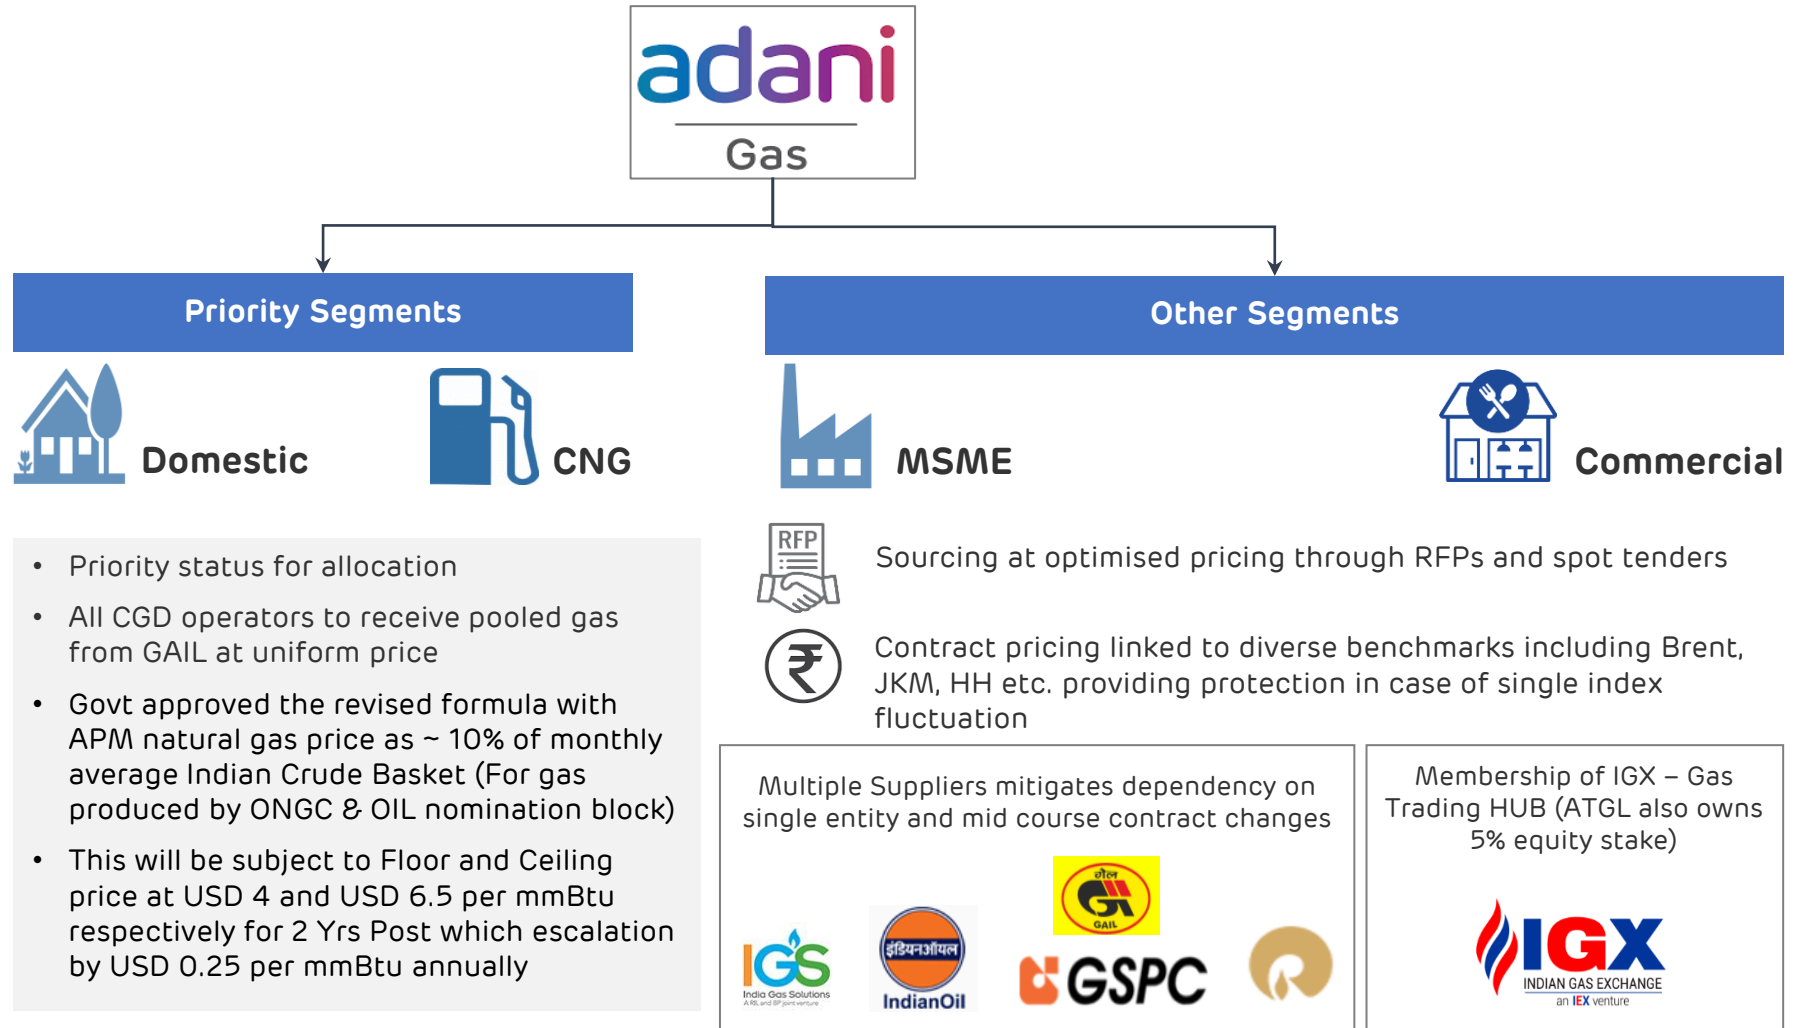 adani
Gas
Priority Segments
Other Segments
Domestic
CNG
MSME
Commercial
• Priority status for allocation
• All CGD operators to receive pooled gas
from GAIL at uniform price
• Govt approved the revised formula with
APM natural gas price as ~ 10% of monthly
average Indian Crude Basket (For gas
produced by ONGC & OIL nomination block)
• This will be subject to Floor and Ceiling
price at USD 4 and USD 6.5 per mmBtu
respectively for 2 Yrs Post which escalation
by USD 0.25 per mmBtu annually
RFP
Sourcing at optimised pricing through RFPs and spot tenders
₹
Contract pricing linked to diverse benchmarks including Brent,
JKM, HH etc. providing protection in case of single index
fluctuation
Multiple Suppliers mitigates dependency on
single entity and mid course contract changes
गेल
GAIL
IGS
India Gas Solutions
A RIL and BP joint venture
इंडियनऑयल
IndianOil
GSPC
Membership of IGX – Gas
Trading HUB (ATGL also owns
5% equity stake)
IGX
INDIAN GAS EXCHANGE
an IEX venture